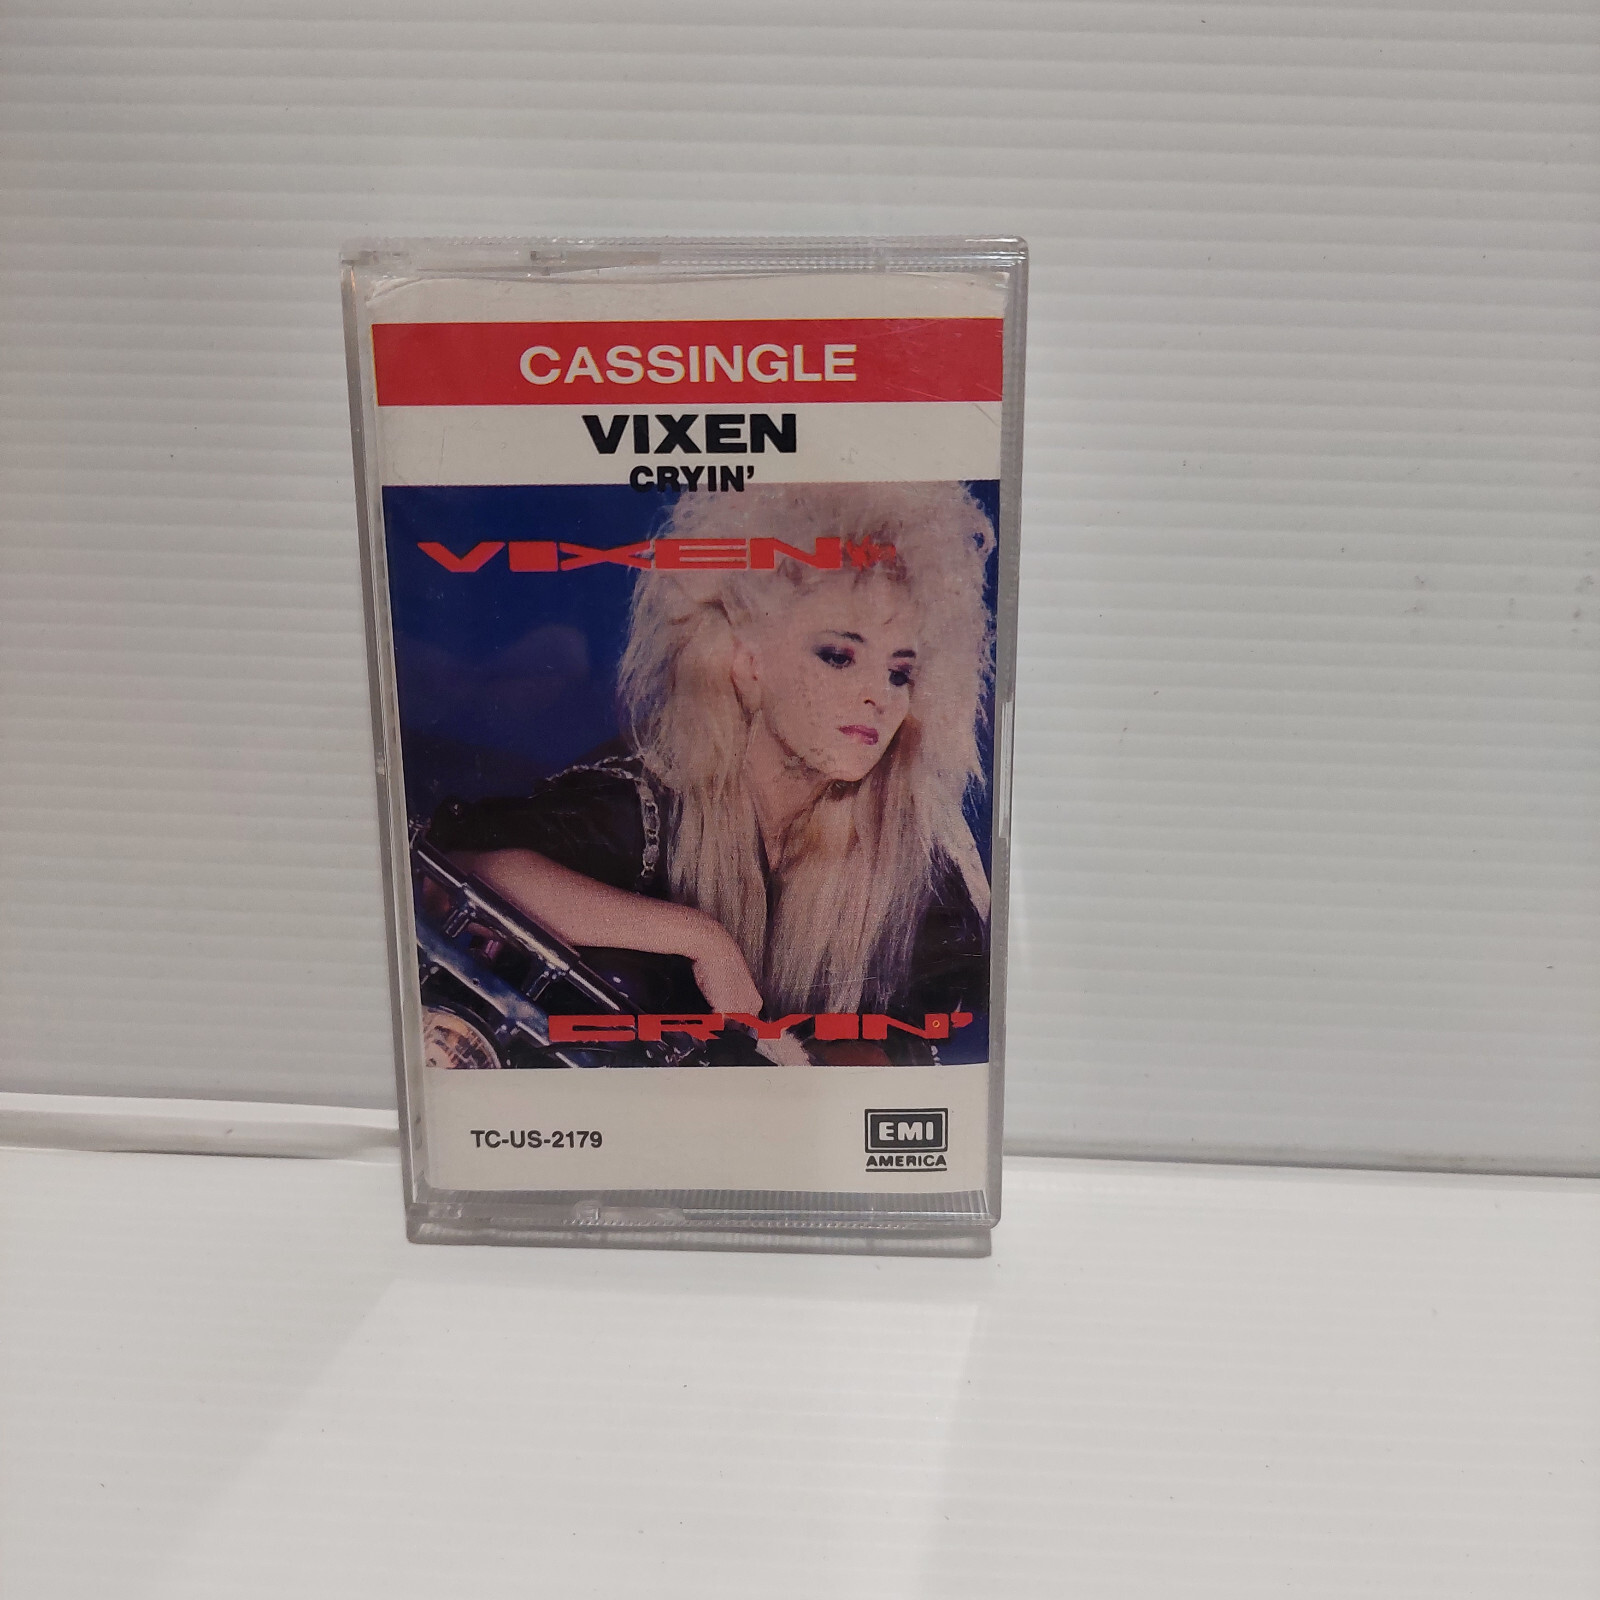 CASSINGLE
VIXEN
CRYIN'
VIXEN
CRYIN'
TC-US-2179
EMI
AMERICA